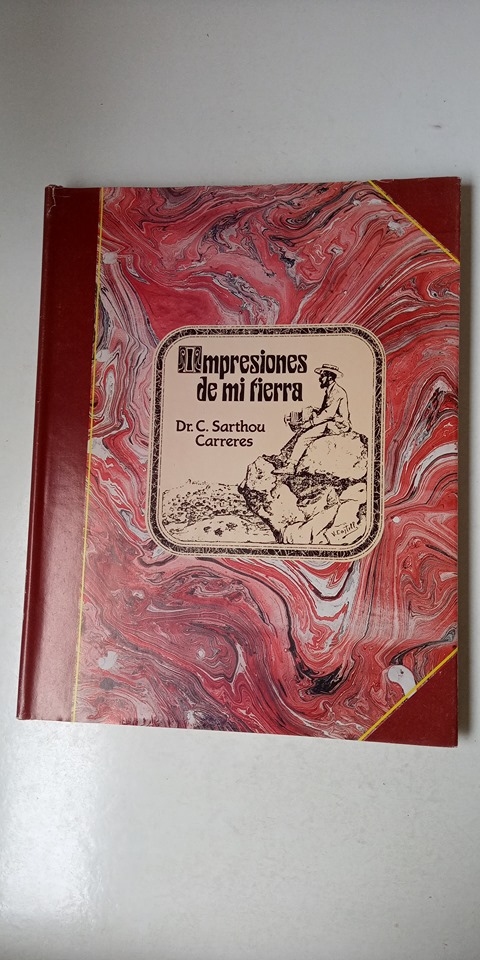 Impresiones
de mi tierra
Dr. C. Sarthou
Carreres